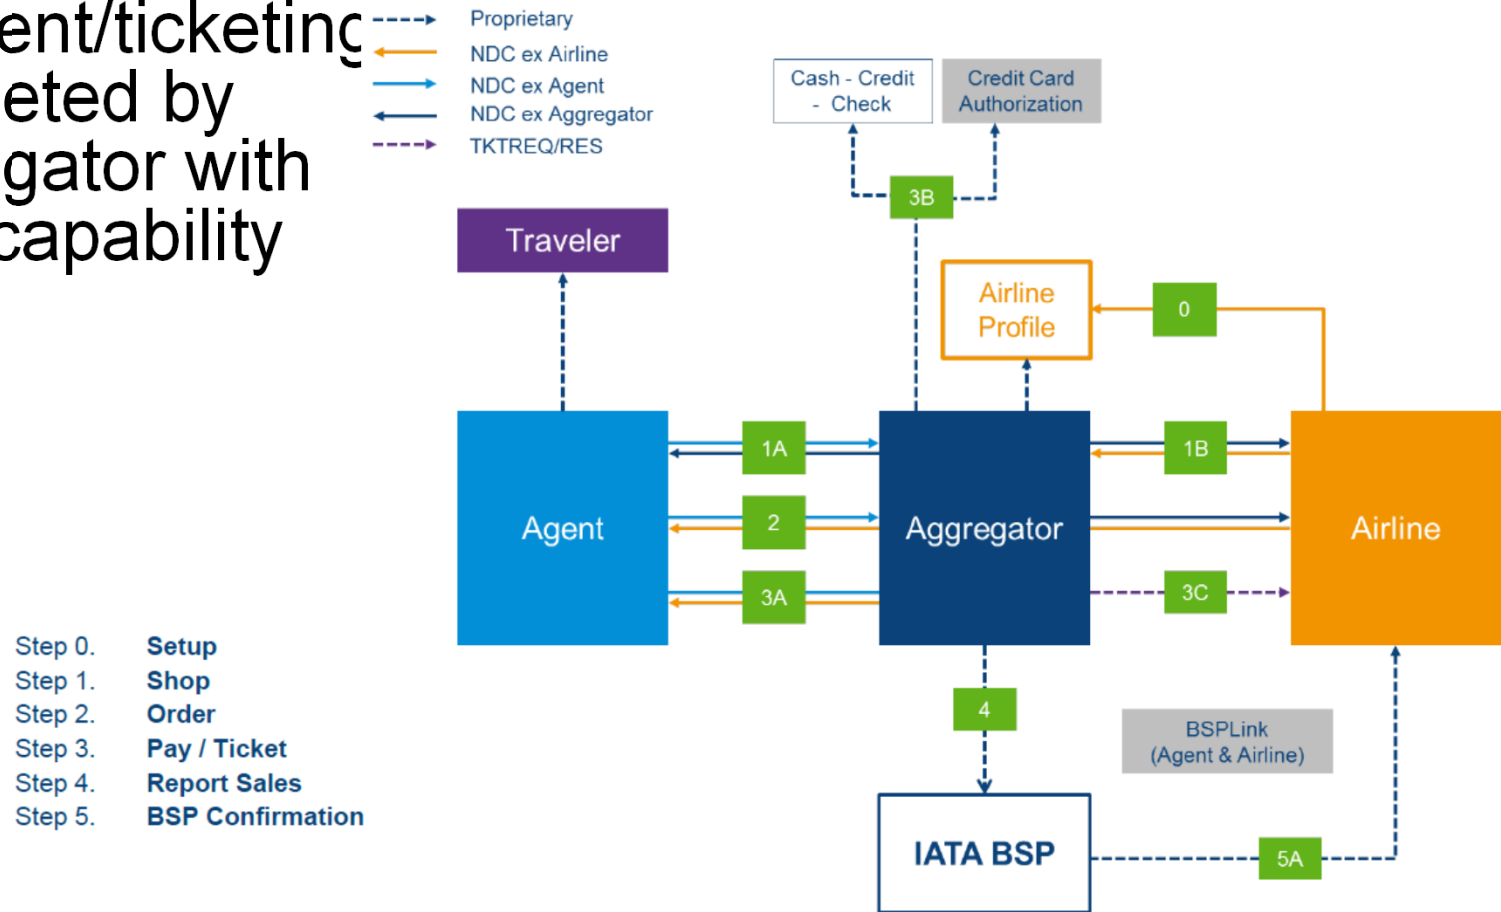 ent/ticketing
eted by
gator with
capability
Proprietary
NDC ex Airline
NDC ex Agent
NDC ex Aggregator
TKTREQ/RES
Cash - Credit
- Check
Credit Card
Authorization
3B
Traveler
Airline
Profile
0
1A
1B
Agent
2
Aggregator
Airline
3A
3C
Step 0. Setup
Step 1. Shop
Step 2. Order
Step 3. Pay / Ticket
Step 4. Report Sales
Step 5. BSP Confirmation
4
BSPLink
(Agent & Airline)
IATA BSP
5A